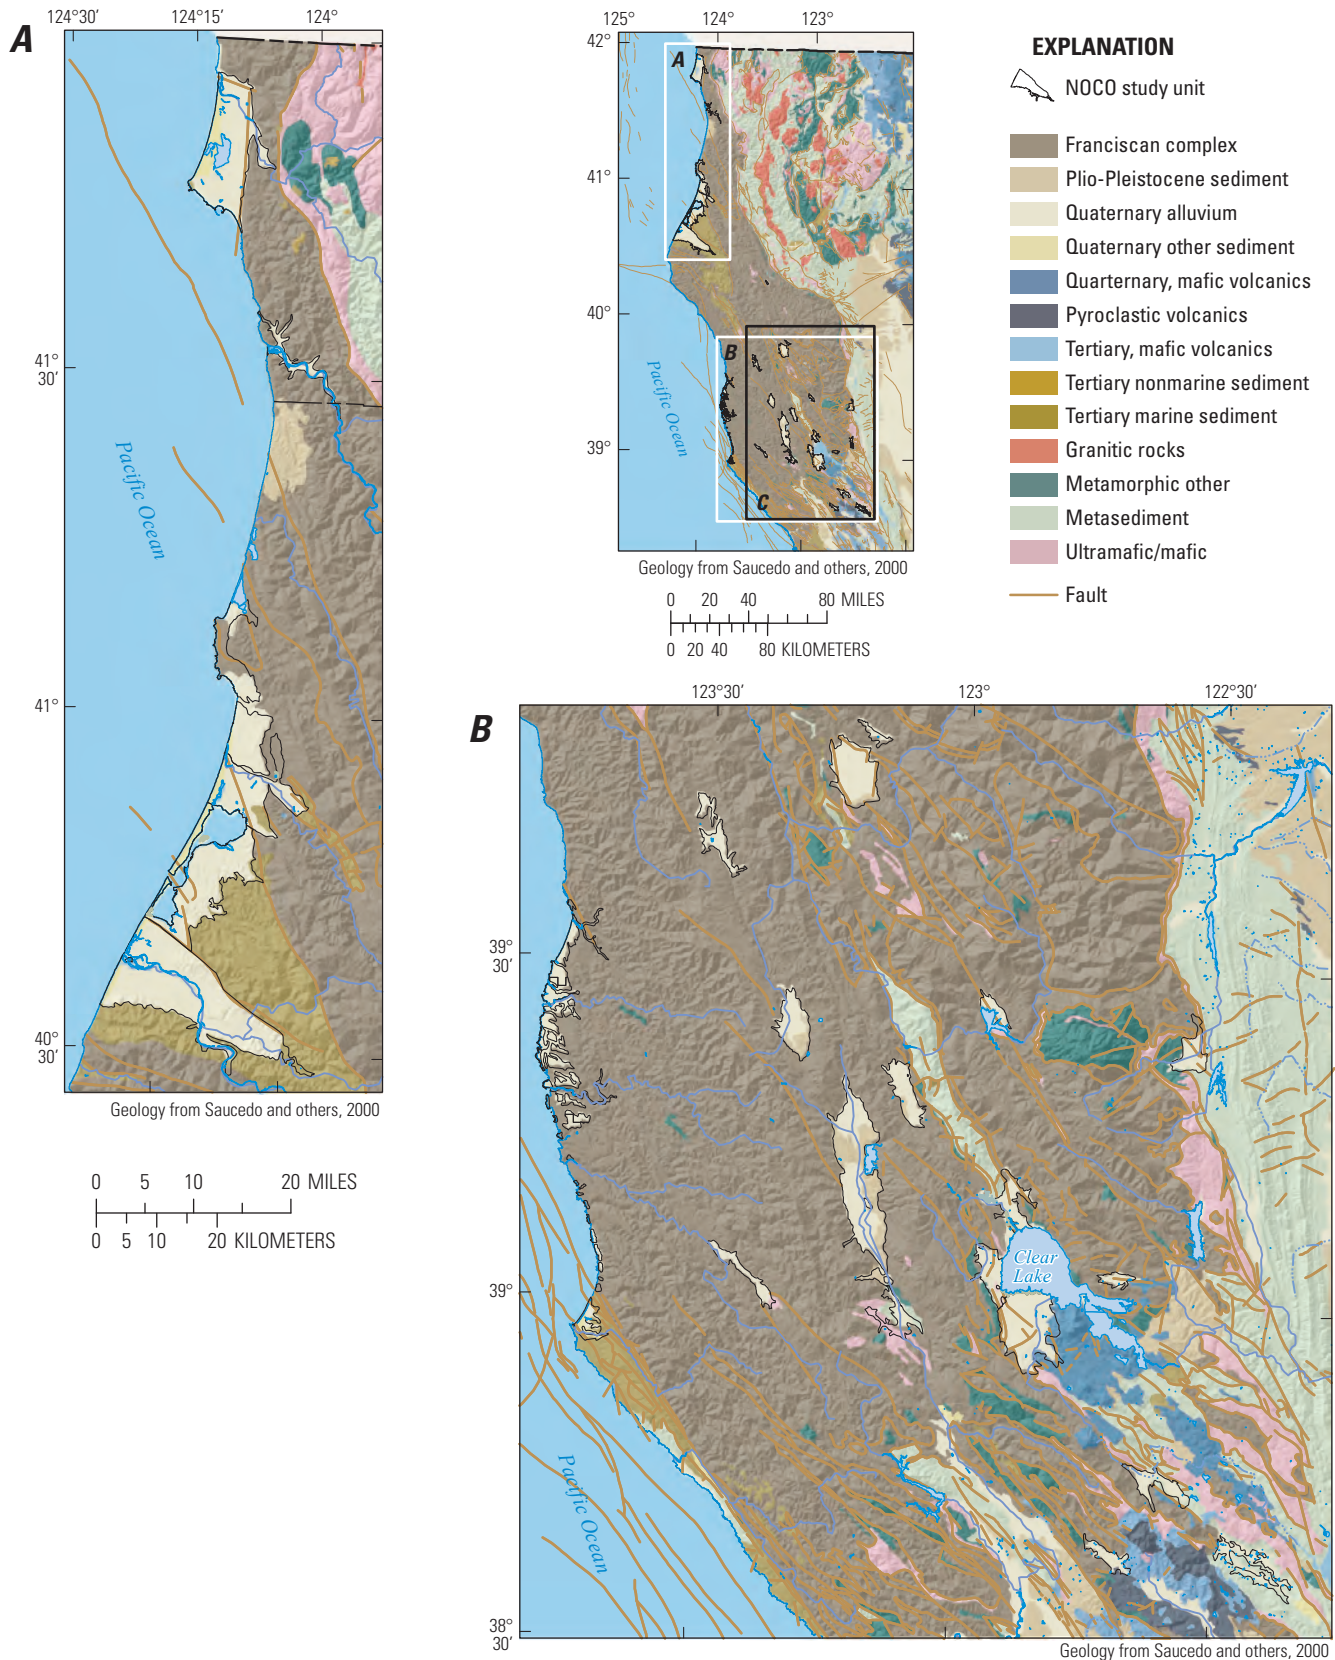 A
124°30'
124°15'
124°
41°
30'
Pacific Ocean
41°
40°
30'
Geology from Saucedo and others, 2000
0 5 10 20 MILES
0 5 10 20 KILOMETERS
125°
124°
123°
42°
A
41°
40°
B
Pacific Ocean
39°
C
Geology from Saucedo and others, 2000
0 20 40 80 MILES
0 20 40 80 KILOMETERS
EXPLANATION
NOCO study unit
Franciscan complex
Plio-Pleistocene sediment
Quaternary alluvium
Quaternary other sediment
Quarternary, mafic volcanics
Pyroclastic volcanics
Tertiary, mafic volcanics
Tertiary nonmarine sediment
Tertiary marine sediment
Granitic rocks
Metamorphic other
Metasediment
Ultramafic/mafic
Fault
B
123°30'
123°
122°30'
39°
30'
Clear
Lake
39°
Pacific Ocean
38°
30'
Geology from Saucedo and others, 2000